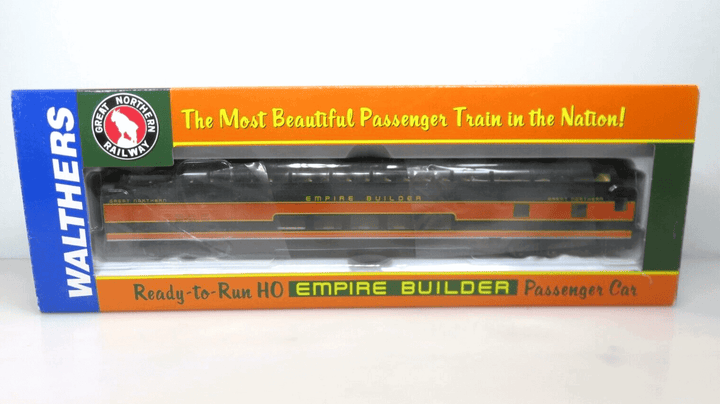 WALTHERS
GREAT NORTHERN
RAILWAY
The Most Beautiful Passenger Train in the Nation!
GREAT NORTHERN EMPIRE BUILDER GREAT NORTHERN
Ready-to-Run HO EMPIRE BUILDER Passenger Car